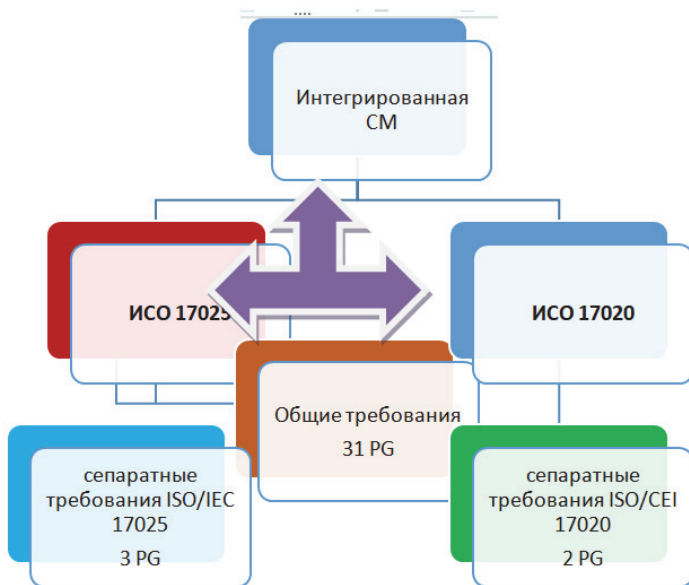 Интегрированная
СМ
ИСО 17025
ИСО 17020
Общие требования
31 PG
сепаратные
требования ISO/IEC
17025
3 PG
сепаратные
требования ISO/CEI
17020
2 PG